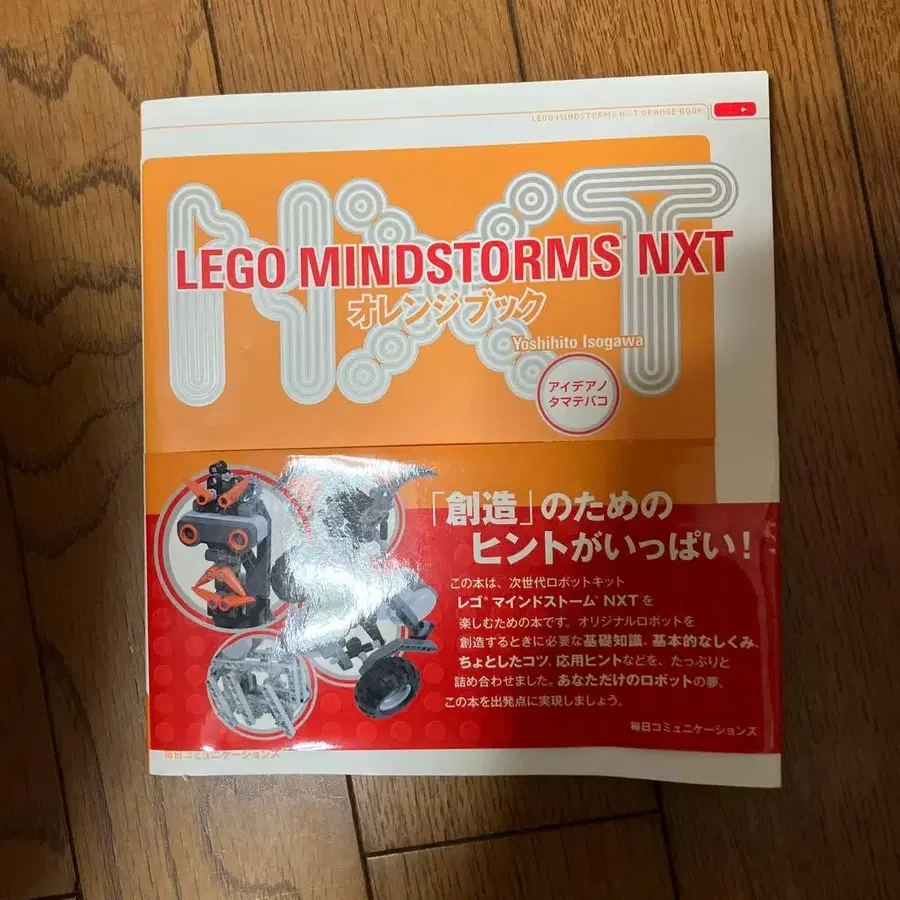 LEGO MINDSTORMS NXT ORANGE BOOK
NXT
LEGO MINDSTORMS NXT
オレンジブック
Yoshihito Isogawa
アイデアノ
タマテバコ
「創造」のための
ヒントがいっぱい!
この本は、次世代ロボットキット
レゴ® マインドストーム® NXT を
楽しむための本です。オリジナルロボットを
創造するときに必要な基礎知識、基本的なしくみ、
ちょとしたコツ、応用ヒントなどを、たっぷりと
詰め合わせました。あなただけのロボットの夢、
この本を出発点に実現しましょう。
毎日コミュニケーションズ
毎日コミュニケーションズ